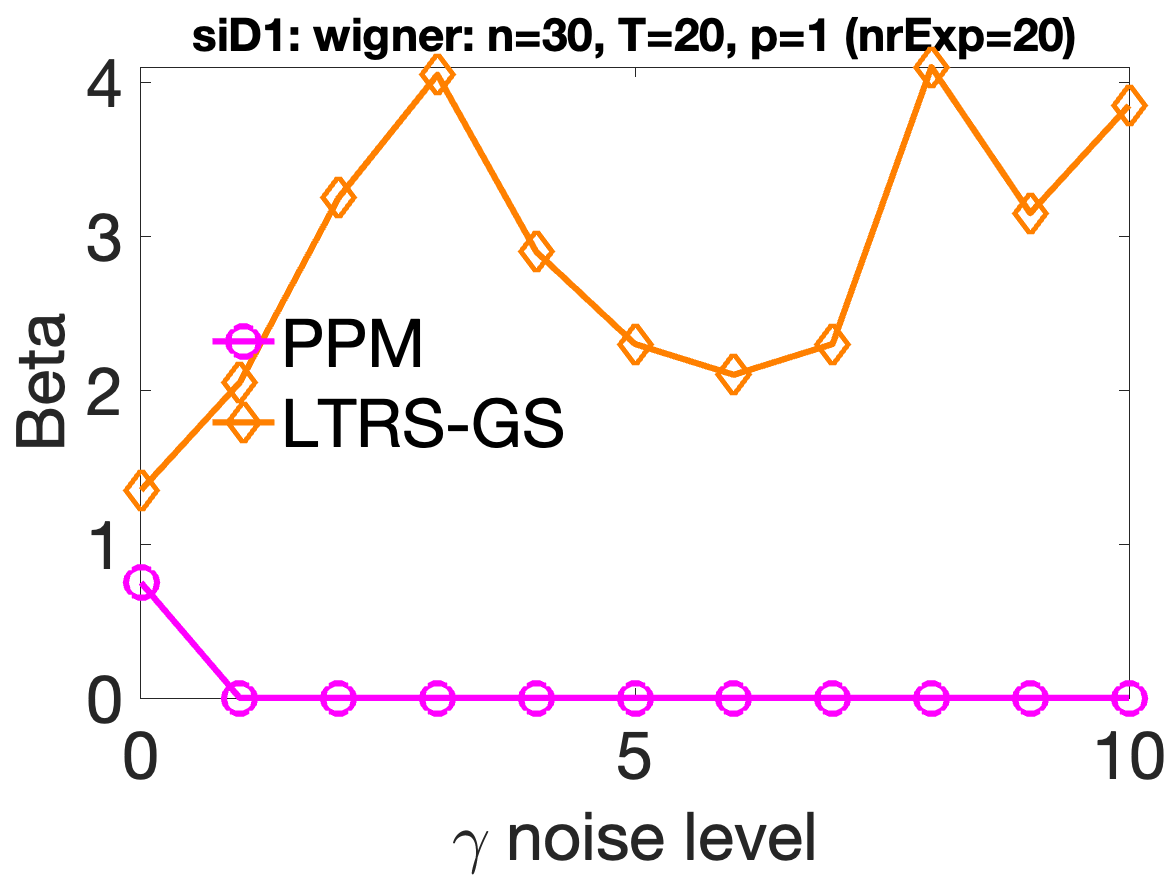 siD1: wigner: n=30, T=20, p=1 (nrExp=20)
4
3
2
1
0
Beta
PPM
LTRS-GS
0 5 10
γ noise level